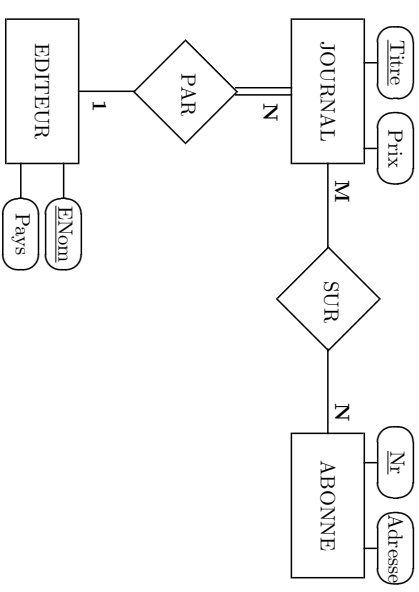 Titre
Prix
Nr
Adresse
JOURNAL
M
SUR
N
ABONNE
N
PAR
1
EDITEUR
ENom
Pays